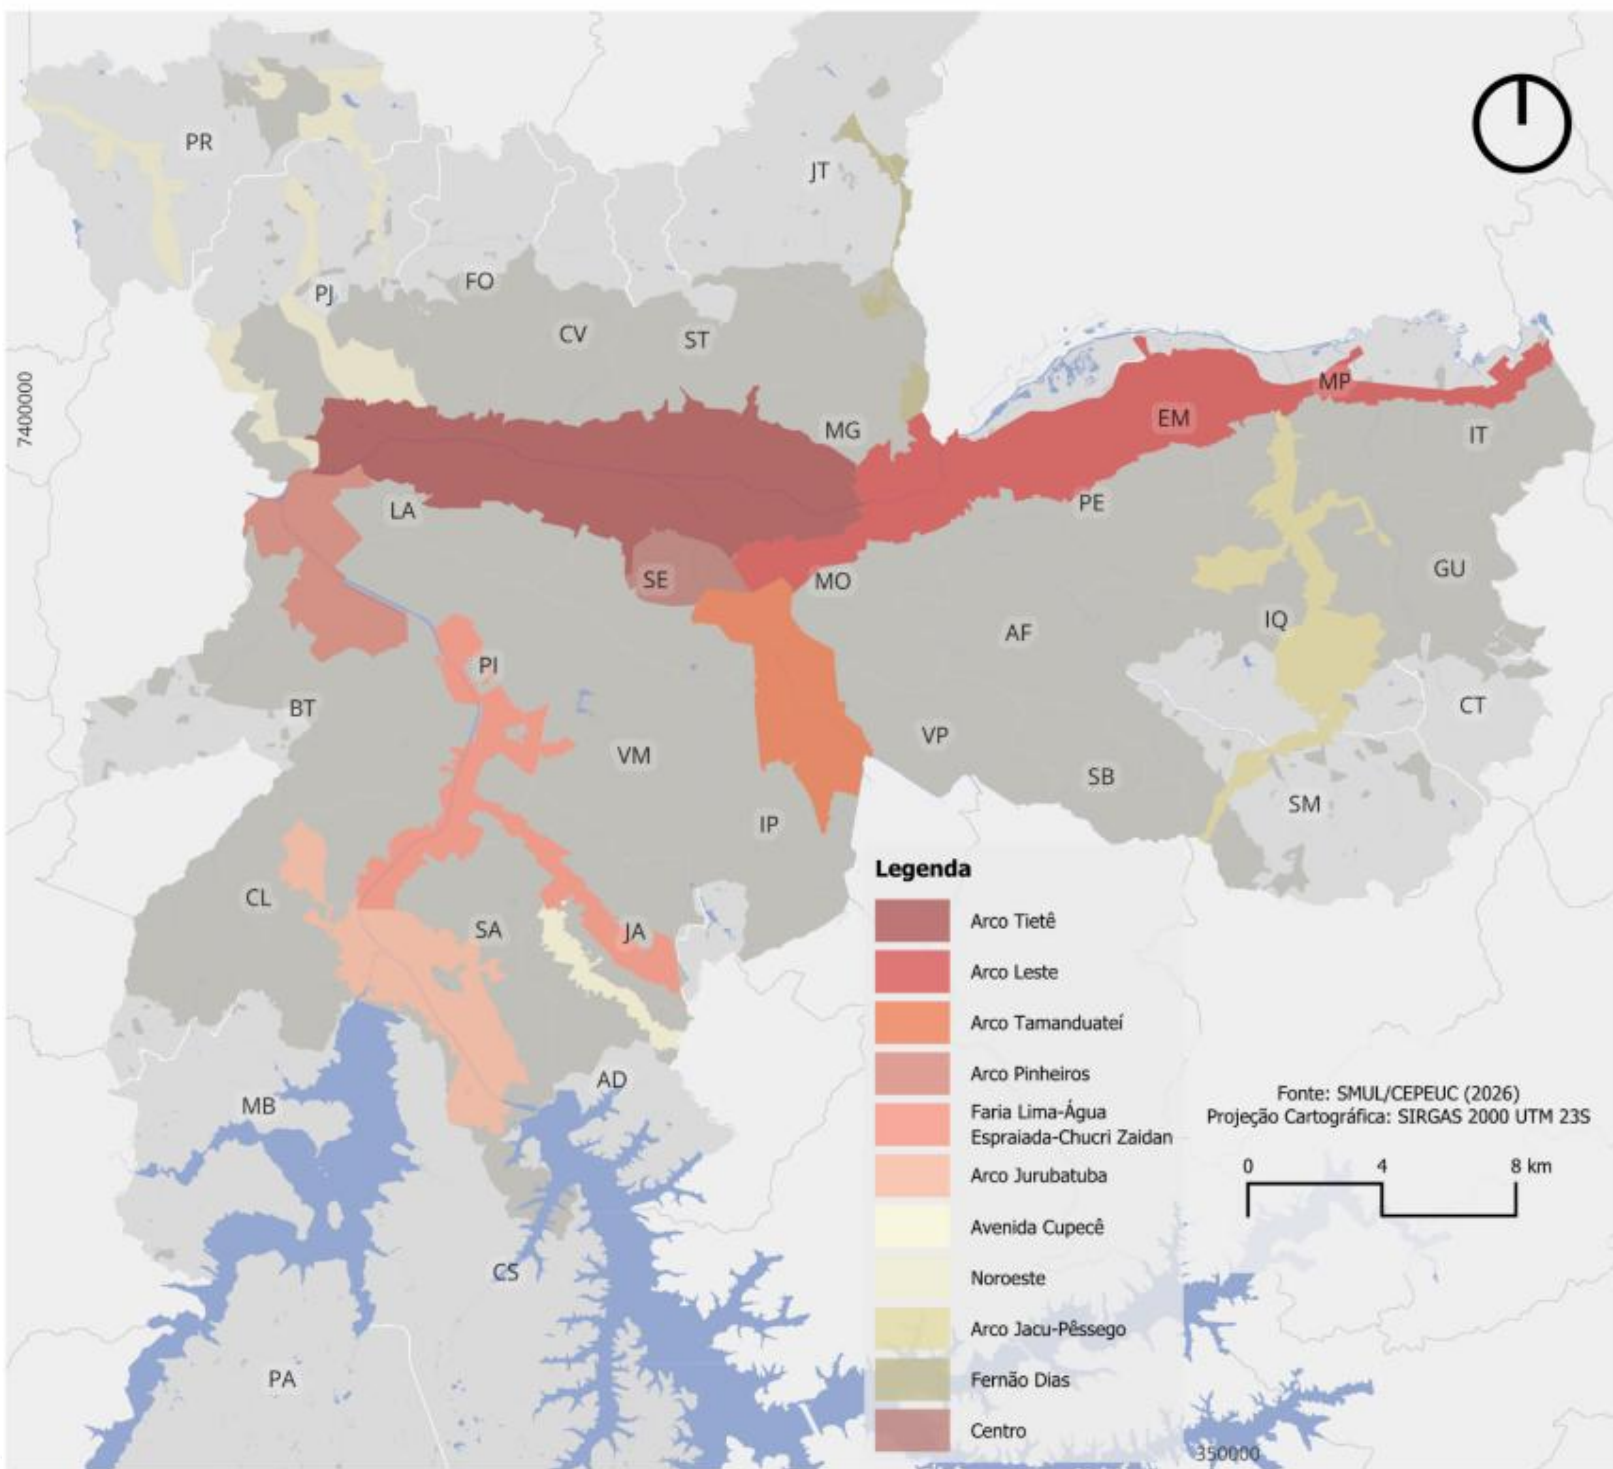 PR
JT
PJ
FO
CV
ST
7400000
MG
MP
EM
IT
LA
PE
SE
MO
GU
IQ
AF
PI
BT
CT
VM
VP
SB
SM
IP
CL
SA
JA
AD
MB
CS
PA
Legenda
Arco Tietê
Arco Leste
Arco Tamanduateí
Arco Pinheiros
Faria Lima-Água
Espraiada-Chucri Zaidan
Arco Jurubatuba
Avenida Cupecê
Noroeste
Arco Jacu-Pêssego
Fernão Dias
Centro
Fonte: SMUL/CEPEUC (2026)
Projeção Cartográfica: SIRGAS 2000 UTM 23S
0 4 8 km
350000